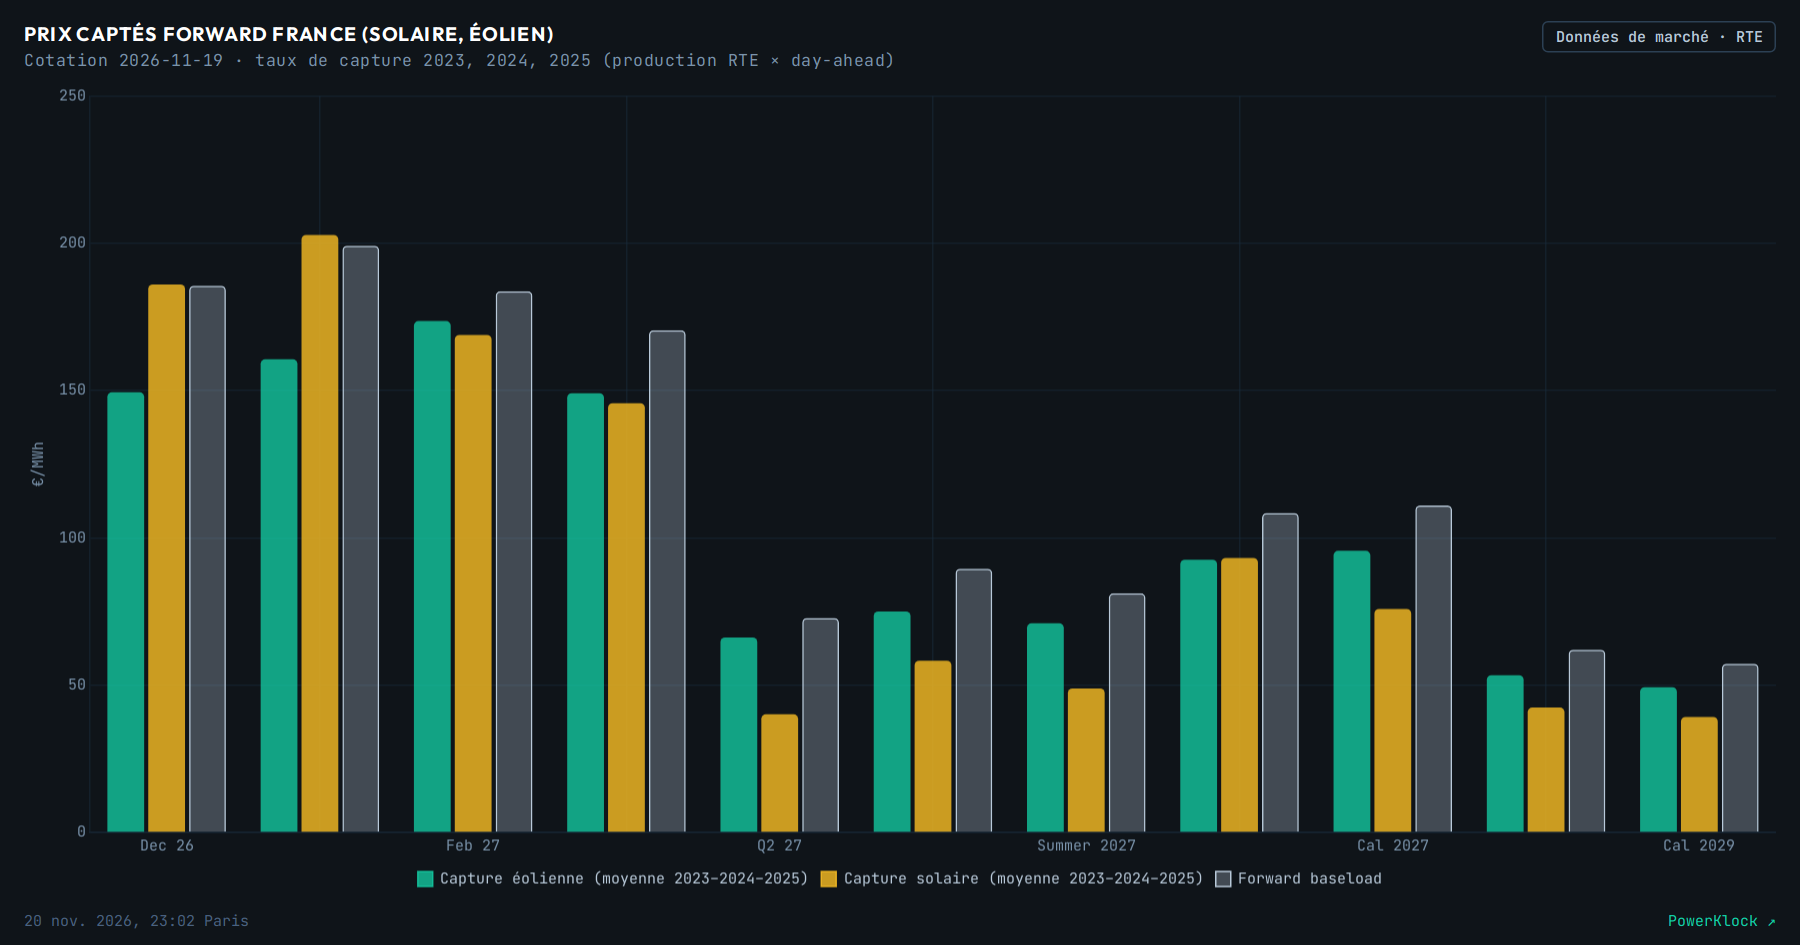 PRIX CAPTÉS FORWARD FRANCE (SOLAIRE, ÉOLIEN)
Données de marché · RTE
Cotation 2026-11-19 · taux de capture 2023, 2024, 2025 (production RTE × day-ahead)
250
200
150
100
50
0
€/MWh
Dec 26
Feb 27
Q2 27
Summer 2027
Cal 2027
Cal 2029
Capture éolienne (moyenne 2023-2024-2025)
Capture solaire (moyenne 2023-2024-2025)
Forward baseload
20 nov. 2026, 23:02 Paris
PowerKlock ↗